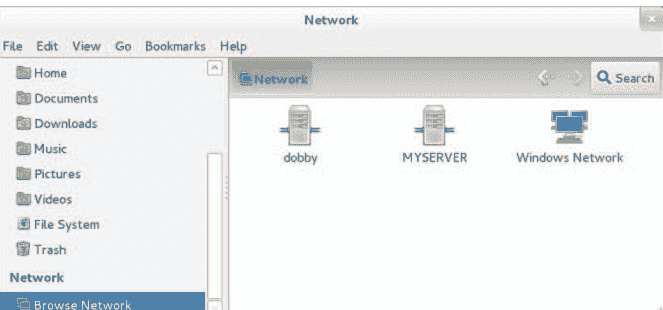 Network
File Edit View Go Bookmarks Help
Home
Documents
Downloads
Music
Pictures
Videos
File System
Trash
Network
Browse Network
Network
Search
dobby MYSERVER Windows Network